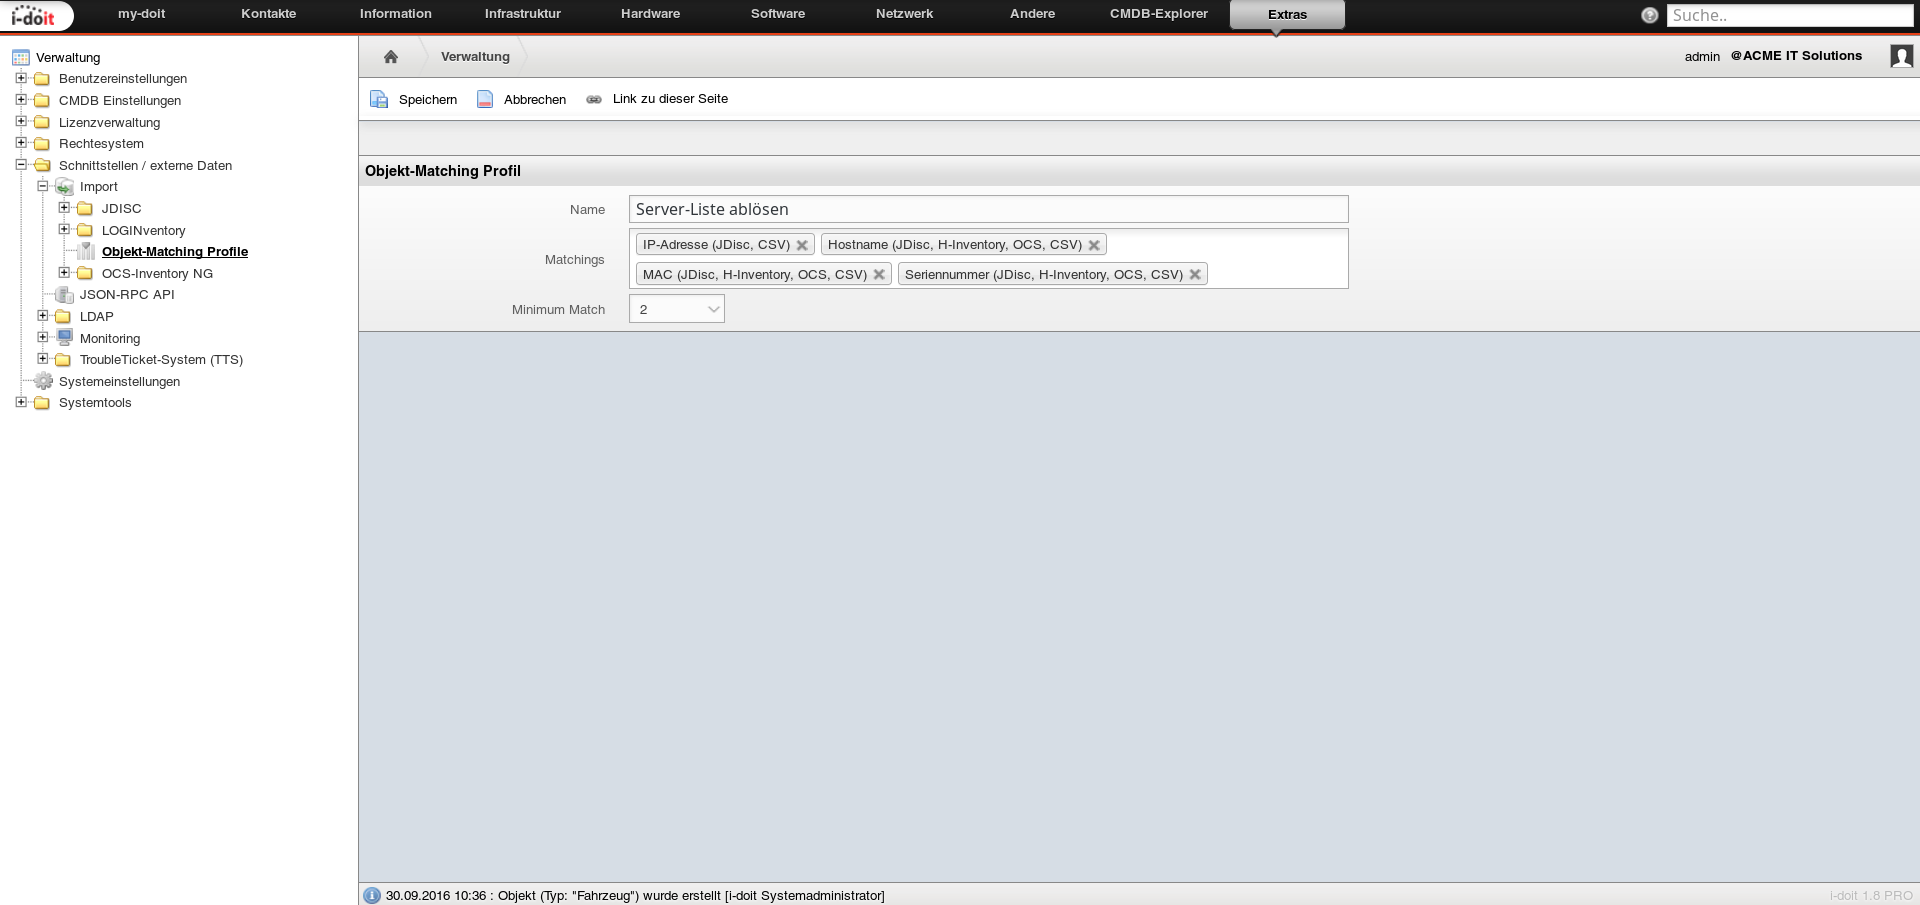 i-doit my-doit Kontakte Information Infrastruktur Hardware Software Netzwerk Andere CMDB-Explorer Extras ? Suche..
Verwaltung admin @ACME IT Solutions
Speichern Abbrechen Link zu dieser Seite
Verwaltung
Benutzereinstellungen
CMDB Einstellungen
Lizenzverwaltung
Rechtesystem
Schnittstellen / externe Daten
Import
JDISC
LOGINventory
Objekt-Matching Profile
OCS-Inventory NG
JSON-RPC API
LDAP
Monitoring
TroubleTicket-System (TTS)
Systemeinstellungen
Systemtools
Objekt-Matching Profil
Name Server-Liste ablösen
Matchings IP-Adresse (JDisc, CSV) Hostname (JDisc, H-Inventory, OCS, CSV)
MAC (JDisc, H-Inventory, OCS, CSV) Seriennummer (JDisc, H-Inventory, OCS, CSV)
Minimum Match 2
30.09.2016 10:36 : Objekt (Typ: "Fahrzeug") wurde erstellt [i-doit Systemadministrator] i-doit 1.8 PRO